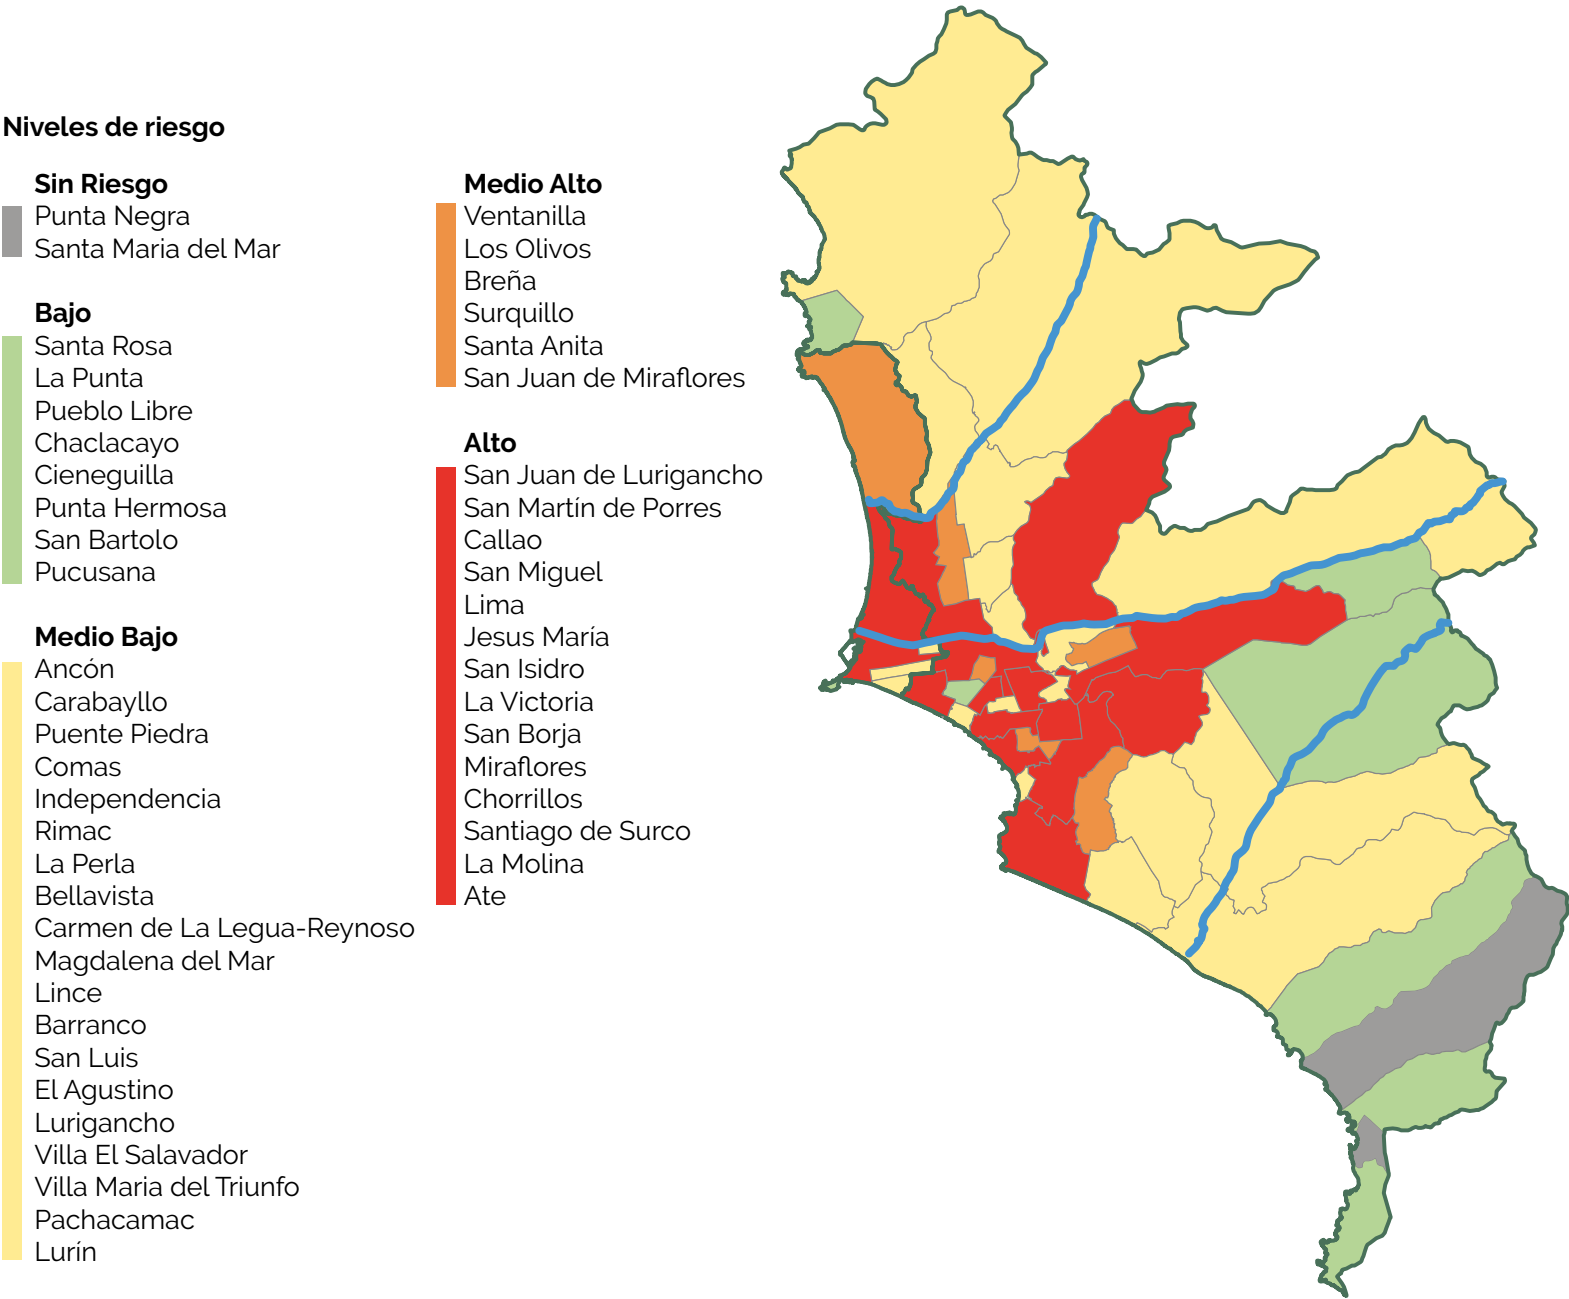 Niveles de riesgo
Sin Riesgo
Punta Negra
Santa Maria del Mar
Bajo
Santa Rosa
La Punta
Pueblo Libre
Chaclacayo
Cieneguilla
Punta Hermosa
San Bartolo
Pucusana
Medio Bajo
Ancón
Carabayllo
Puente Piedra
Comas
Independencia
Rimac
La Perla
Bellavista
Carmen de La Legua-Reynoso
Magdalena del Mar
Lince
Barranco
San Luis
El Agustino
Lurigancho
Villa El Salavador
Villa Maria del Triunfo
Pachacamac
Lurín
Medio Alto
Ventanilla
Los Olivos
Breña
Surquillo
Santa Anita
San Juan de Miraflores
Alto
San Juan de Lurigancho
San Martín de Porres
Callao
San Miguel
Lima
Jesus María
San Isidro
La Victoria
San Borja
Miraflores
Chorrillos
Santiago de Surco
La Molina
Ate